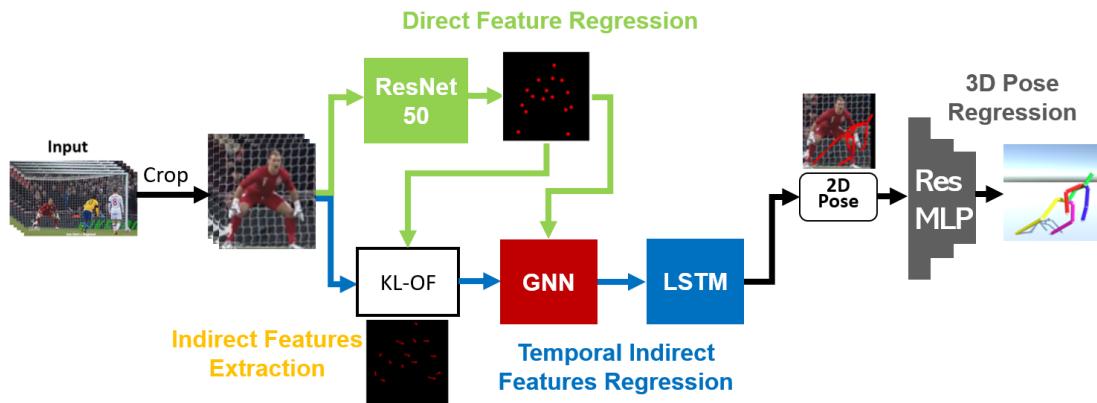 Direct Feature Regression
ResNet
50
3D Pose
Regression
Input
Crop
2D
Pose
Res
MLP
KL-OF
GNN
LSTM
Indirect Features
Extraction
Temporal Indirect
Features Regression